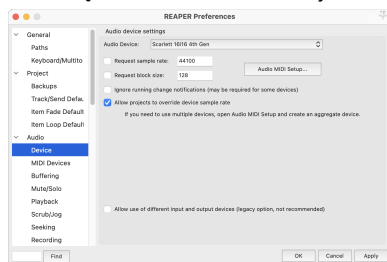 REAPER Preferences
General
Paths
Keyboard/Multito
Project
Backups
Track/Send Defau
Item Fade Default
Item Loop Default
Audio
Device
MIDI Devices
Buffering
Mute/Solo
Playback
Scrub/Jog
Seeking
Recording
Find
Audio device settings
Audio Device: Scarlett 16i16 4th Gen
Request sample rate: 44100
Request block size: 128
Audio MIDI Setup...
Ignore running change notifications (may be required for some devices)
Allow projects to override device sample rate
If you need to use multiple devices, open Audio MIDI Setup and create an aggregate device.
Allow use of different input and output devices (legacy option, not recommended)
OK Cancel Apply